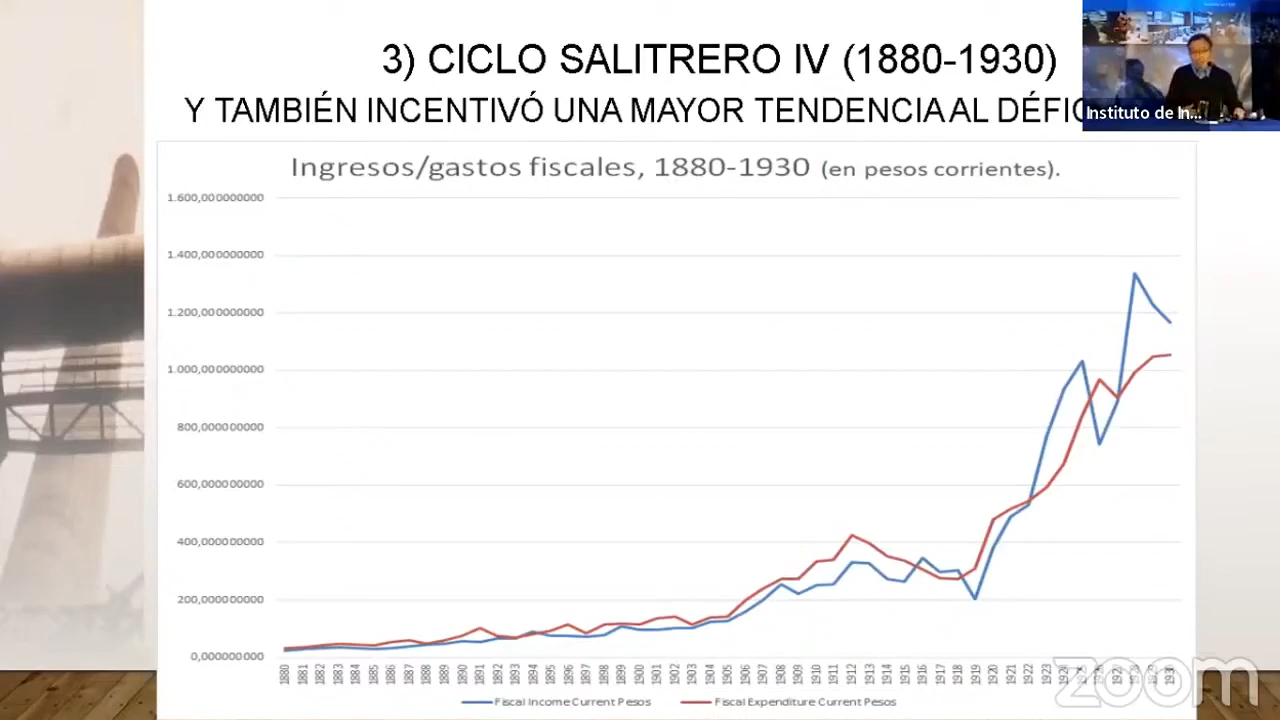 3) CICLO SALITRERO IV (1880-1930)
Y TAMBIÉN INCENTIVÓ UNA MAYOR TENDENCIA AL
Instituto de In...
Ingresos/gastos fiscales, 1880-1930 (en pesos corrientes).
1.600,000000000
1.400,000000000
1.200,000000000
1.000,000000000
800,000000000
600,000000000
400,000000000
200,000000000
0,000000000
1880 1881 1882 1883 1884 1885 1886 1887 1888 1889 1890 1891 1892 1893 1894 1895 1896 1897 1898 1899 1900 1901 1902 1903 1904 1905 1906 1907 1908 1909 1910 1911 1912 1913 1914 1915 1916 1917 1918 1919 1920 1921 1922 1923
Fiscal Income Current Pesos
Fiscal Expenditure Current Pesos
zoom